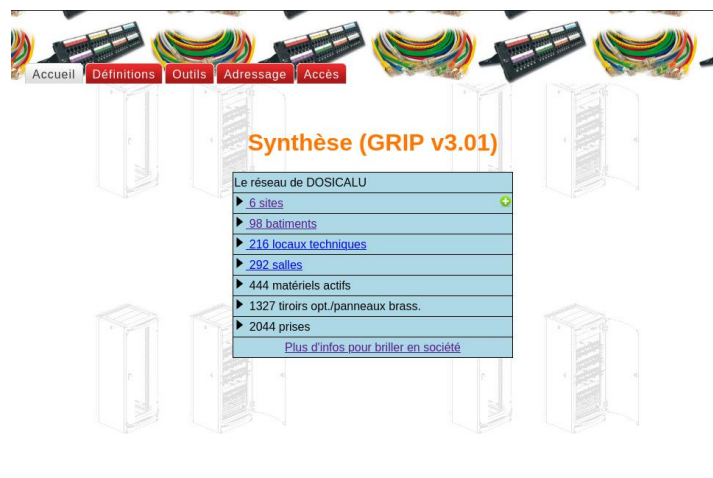 Accueil Définitions Outils Adressage Accès
Synthèse (GRIP v3.01)
Le réseau de DOSICALU
6 sites
98 batiments
216 locaux techniques
292 salles
444 matériels actifs
1327 tiroirs opt./panneaux brass.
2044 prises
Plus d'infos pour briller en société